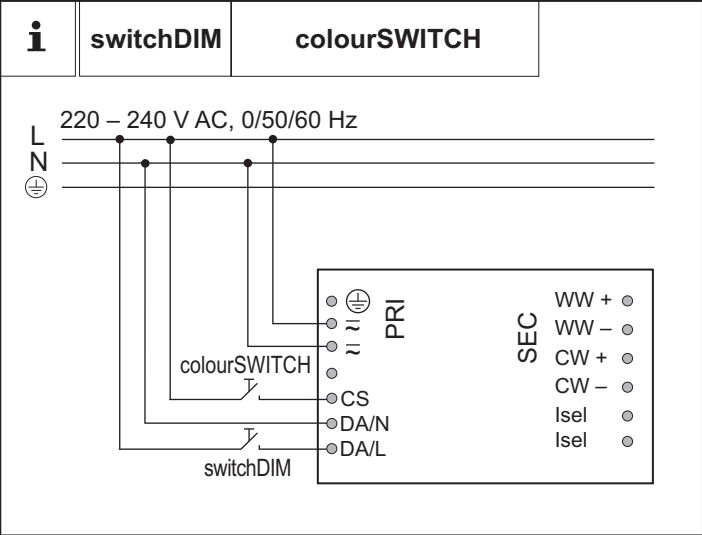 i switchDIM colourSWITCH
220 – 240 V AC, 0/50/60 Hz
L
N
PRI
SEC
WW +
WW –
CW +
CW –
Isel
Isel
colourSWITCH
CS
DA/N
DA/L
switchDIM